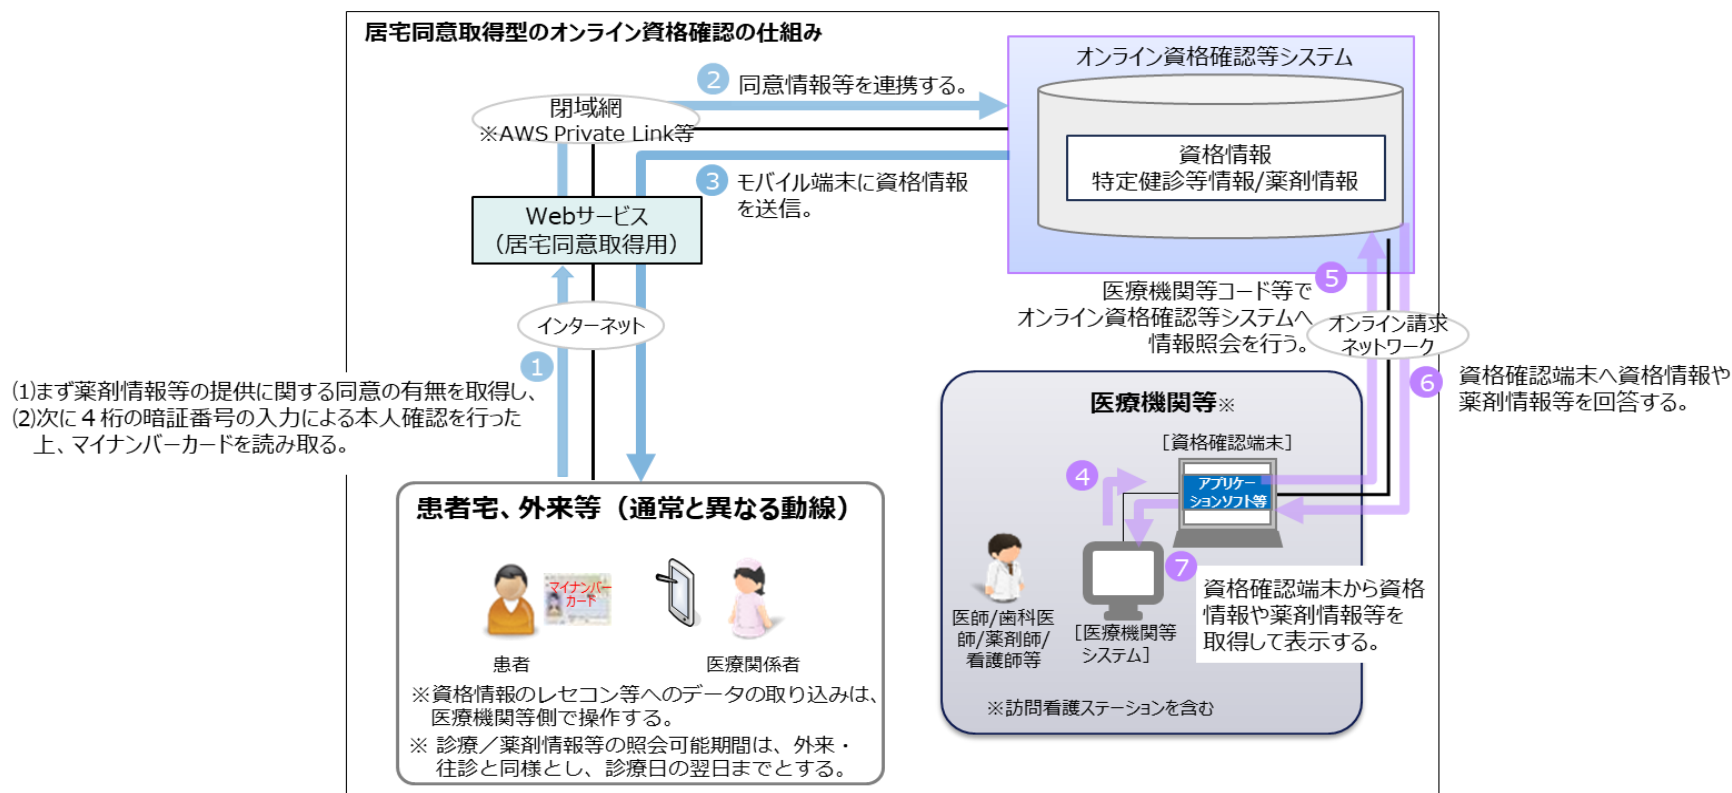 居宅同意取得型のオンライン資格確認の仕組み
オンライン資格確認等システム
2 同意情報等を連携する。
閉域網
※AWS Private Link等
資格情報
特定健診等情報/薬剤情報
3 モバイル端末に資格情報
を送信。
Webサービス
（居宅同意取得用）
5
医療機関等コード等で
オンライン資格確認等システムへ
情報照会を行う。
インターネット
オンライン請求
ネットワーク
1
⑴まず薬剤情報等の提供に関する同意の有無を取得し、
⑵次に４桁の暗証番号の入力による本人確認を行った
上、マイナンバーカードを読み取る。
6 資格確認端末へ資格情報や
薬剤情報等を回答する。
医療機関等※
［資格確認端末］
4
アプリケー
ションソフト等
患者宅、外来等（通常と異なる動線）
マイナンバー
カード
患者
医療関係者
7 資格確認端末から資格
情報や薬剤情報等を
取得して表示する。
医師/歯科医
師/薬剤師/
看護師等
［医療機関等
システム］
※資格情報のレセコン等へのデータの取り込みは、
医療機関等側で操作する。
※ 診療／薬剤情報等の照会可能期間は、外来・
往診と同様とし、診療日の翌日までとする。
※訪問看護ステーションを含む